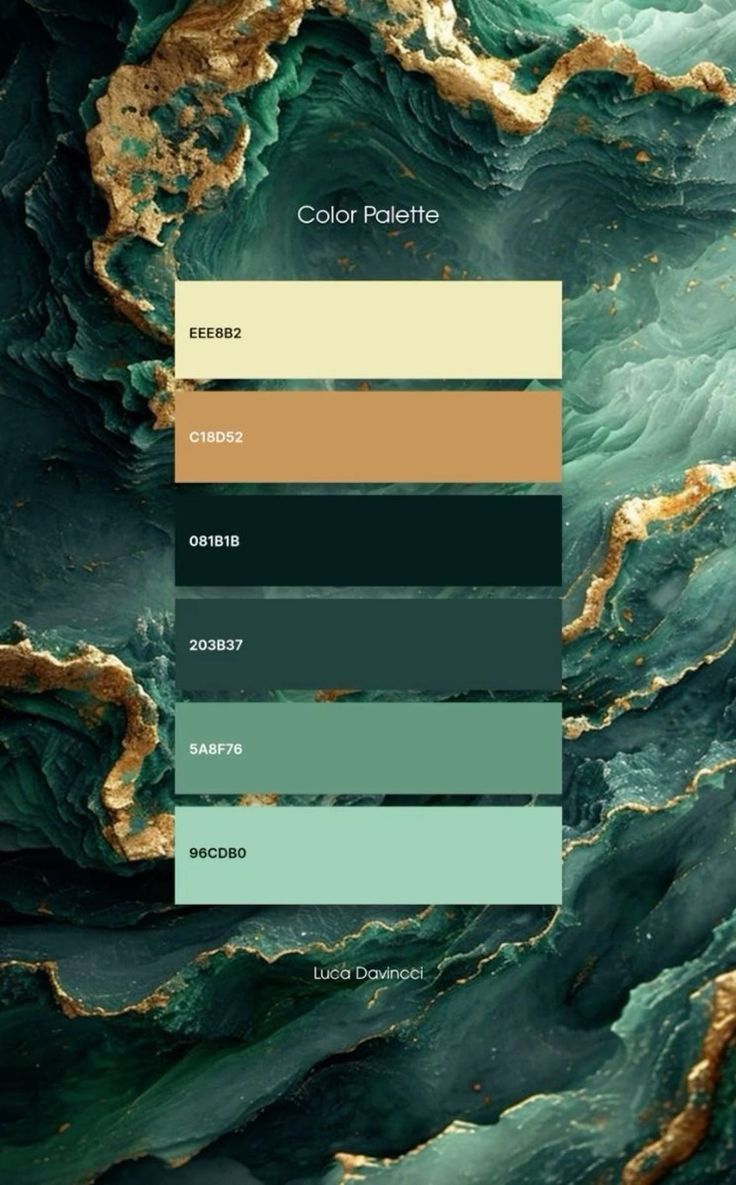 Color Palette
EEE8B2
C18D52
081B1B
203B37
5A8F76
96CDB0
Luca Davincci